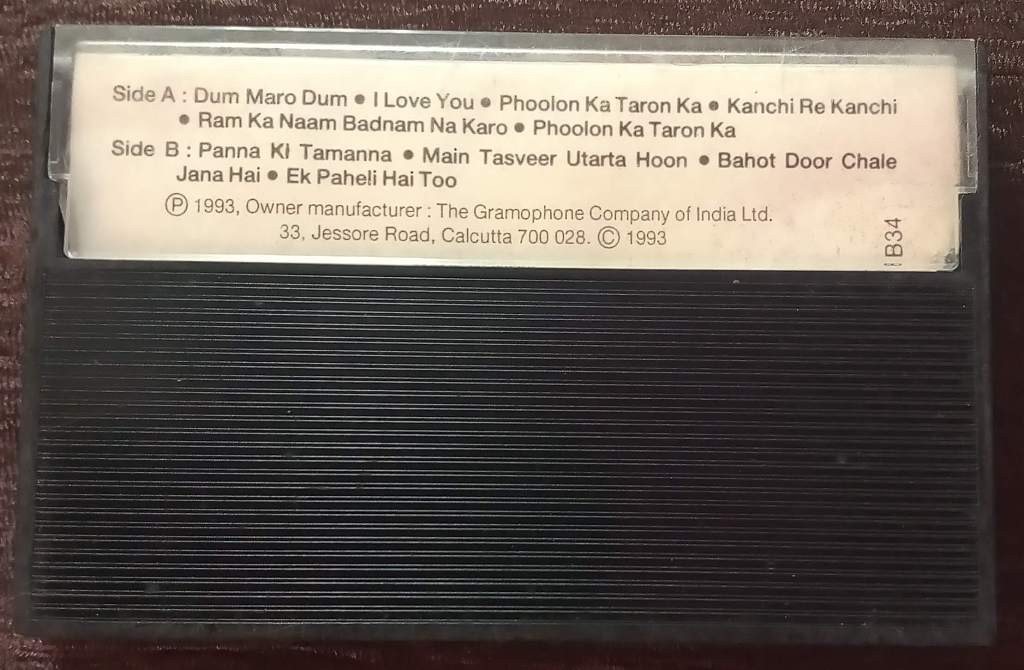 Side A : Dum Maro Dum • I Love You • Phoolon Ka Taron Ka • Kanchi Re Kanchi
• Ram Ka Naam Badnam Na Karo • Phoolon Ka Taron Ka
Side B : Panna Ki Tamanna • Main Tasveer Utarta Hoon • Bahot Door Chale
Jana Hai • Ek Paheli Hai Too
Ⓟ 1993, Owner manufacturer : The Gramophone Company of India Ltd.
33, Jessore Road, Calcutta 700 028. © 1993
B34